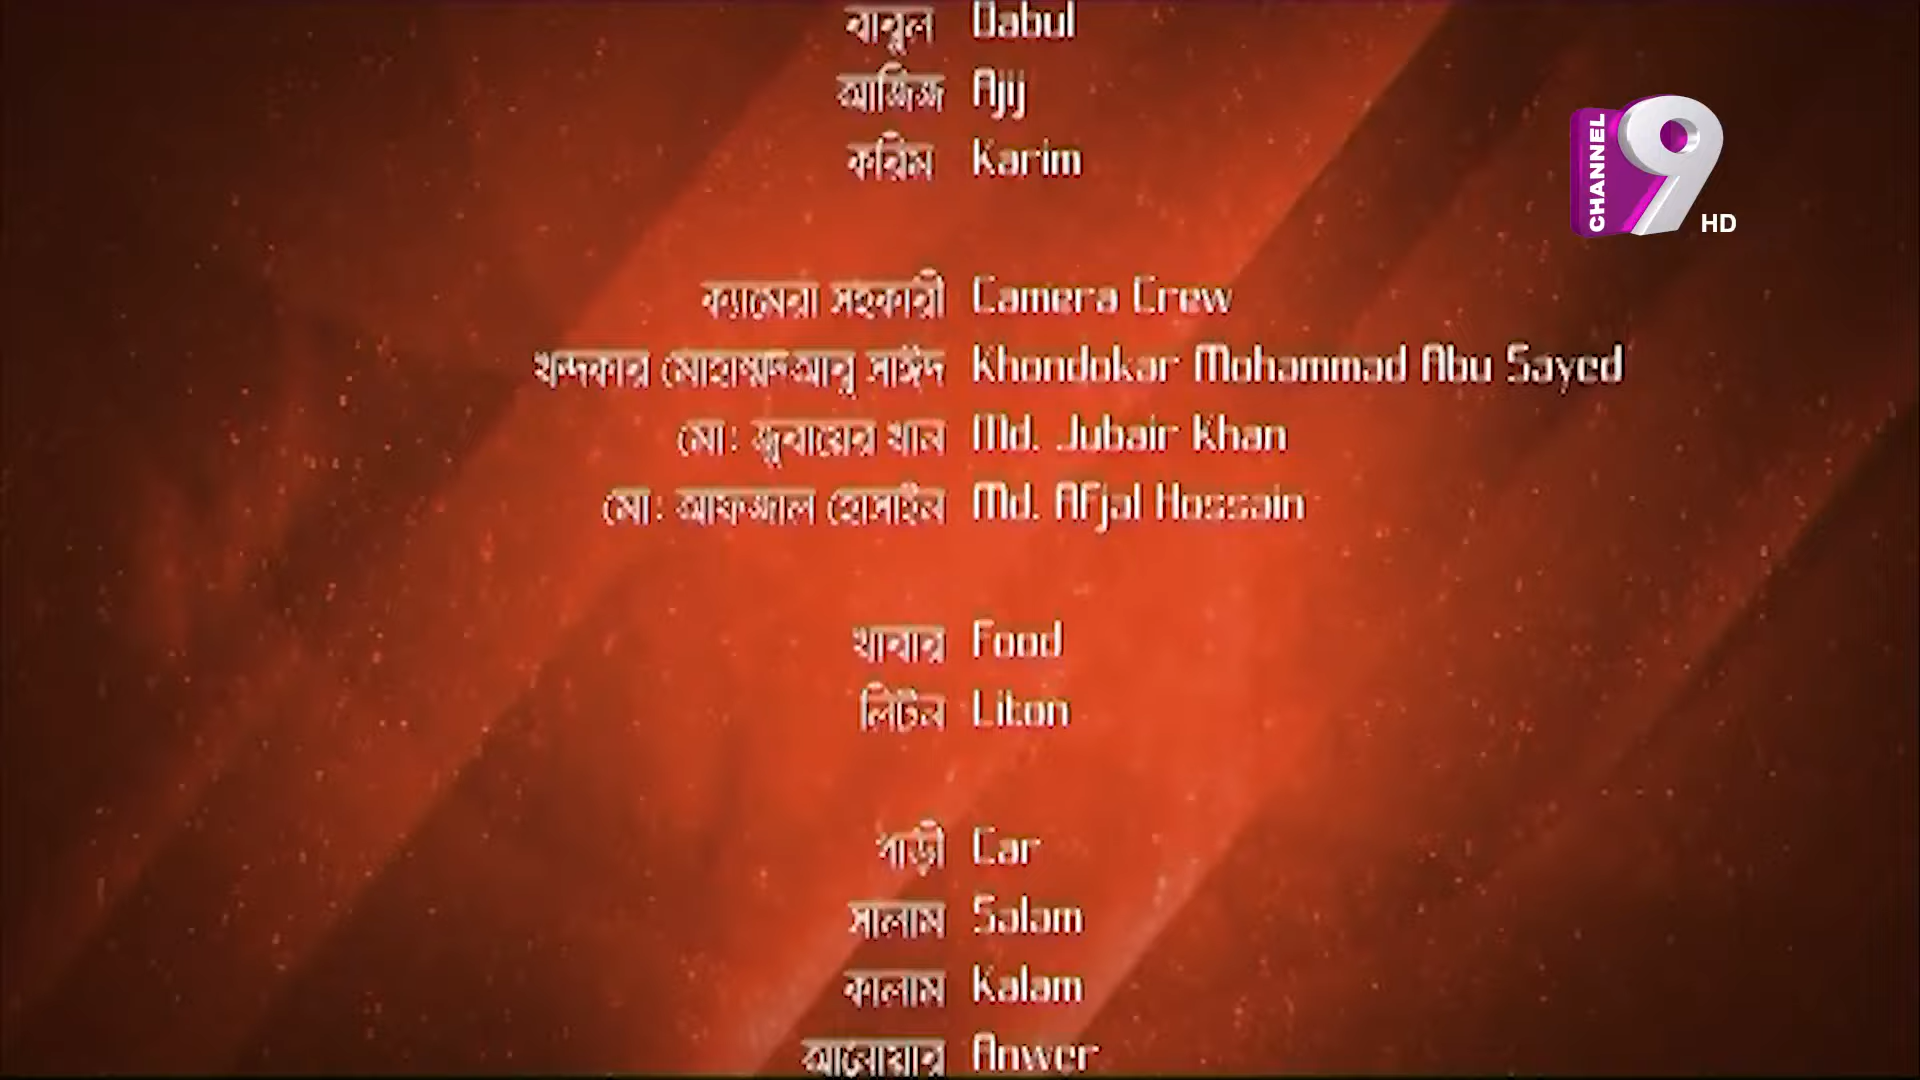 বাবুল Babul
আজিজ Ajij
করিম Karim
CHANNEL 9 HD
ক্যামেরা সহকারী Camera Crew
খন্দকার মোহাম্মদ আবু সাঈদ Khondokar Mohammad Abu Sayed
মো: জুবায়ের খান Md. Jubair Khan
মো: আফজাল হোসাইন Md. Afjal Hossain
খাবার Food
লিটন Liton
গাড়ী Car
সালাম Salam
কালাম Kalam
আনোয়ার Anwer